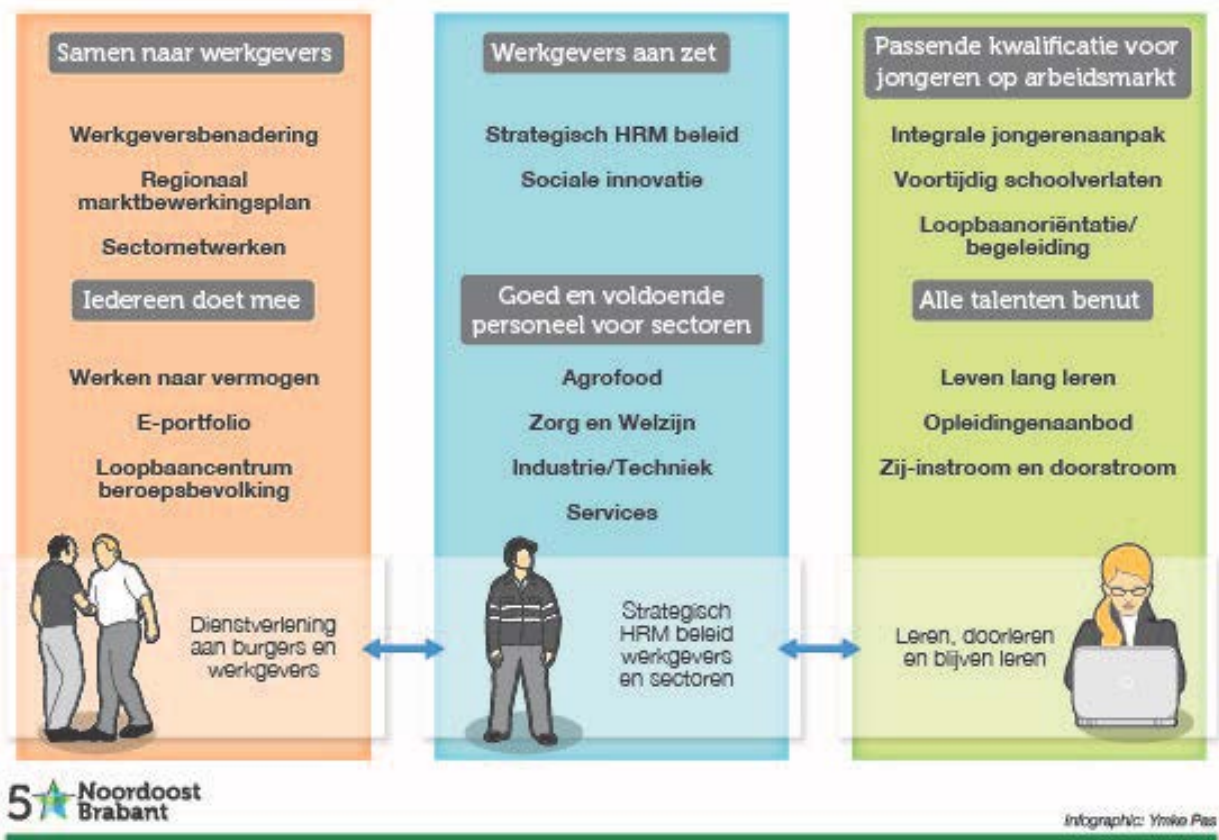 Samen naar werkgevers
Werkgeversbenadering
Regionaal
marktbewerkingsplan
Sectornetwerken
Iedereen doet mee
Werken naar vermogen
E-portfolio
Loopbaancentrum
beroepsbevolking
Dienstverlening
aan burgers en
werkgevers
Werkgevers aan zet
Strategisch HRM beleid
Sociale innovatie
Goed en voldoende
personeel voor sectoren
Agrofood
Zorg en Welzijn
Industrie/Techniek
Services
Strategisch
HRM beleid
werkgevers
en sectoren
Passende kwalificatie voor
jongeren op arbeidsmarkt
Integrale jongerenaanpak
Voortijdig schoolverlaten
Loopbaanoriëntatie/
begeleiding
Alle talenten benut
Leven lang leren
Opleidingenaanbod
Zij-instroom en doorstroom
Leren, doorleren
en blijven leren
5 Noordoost
Brabant
Infographic: Ymke Pas